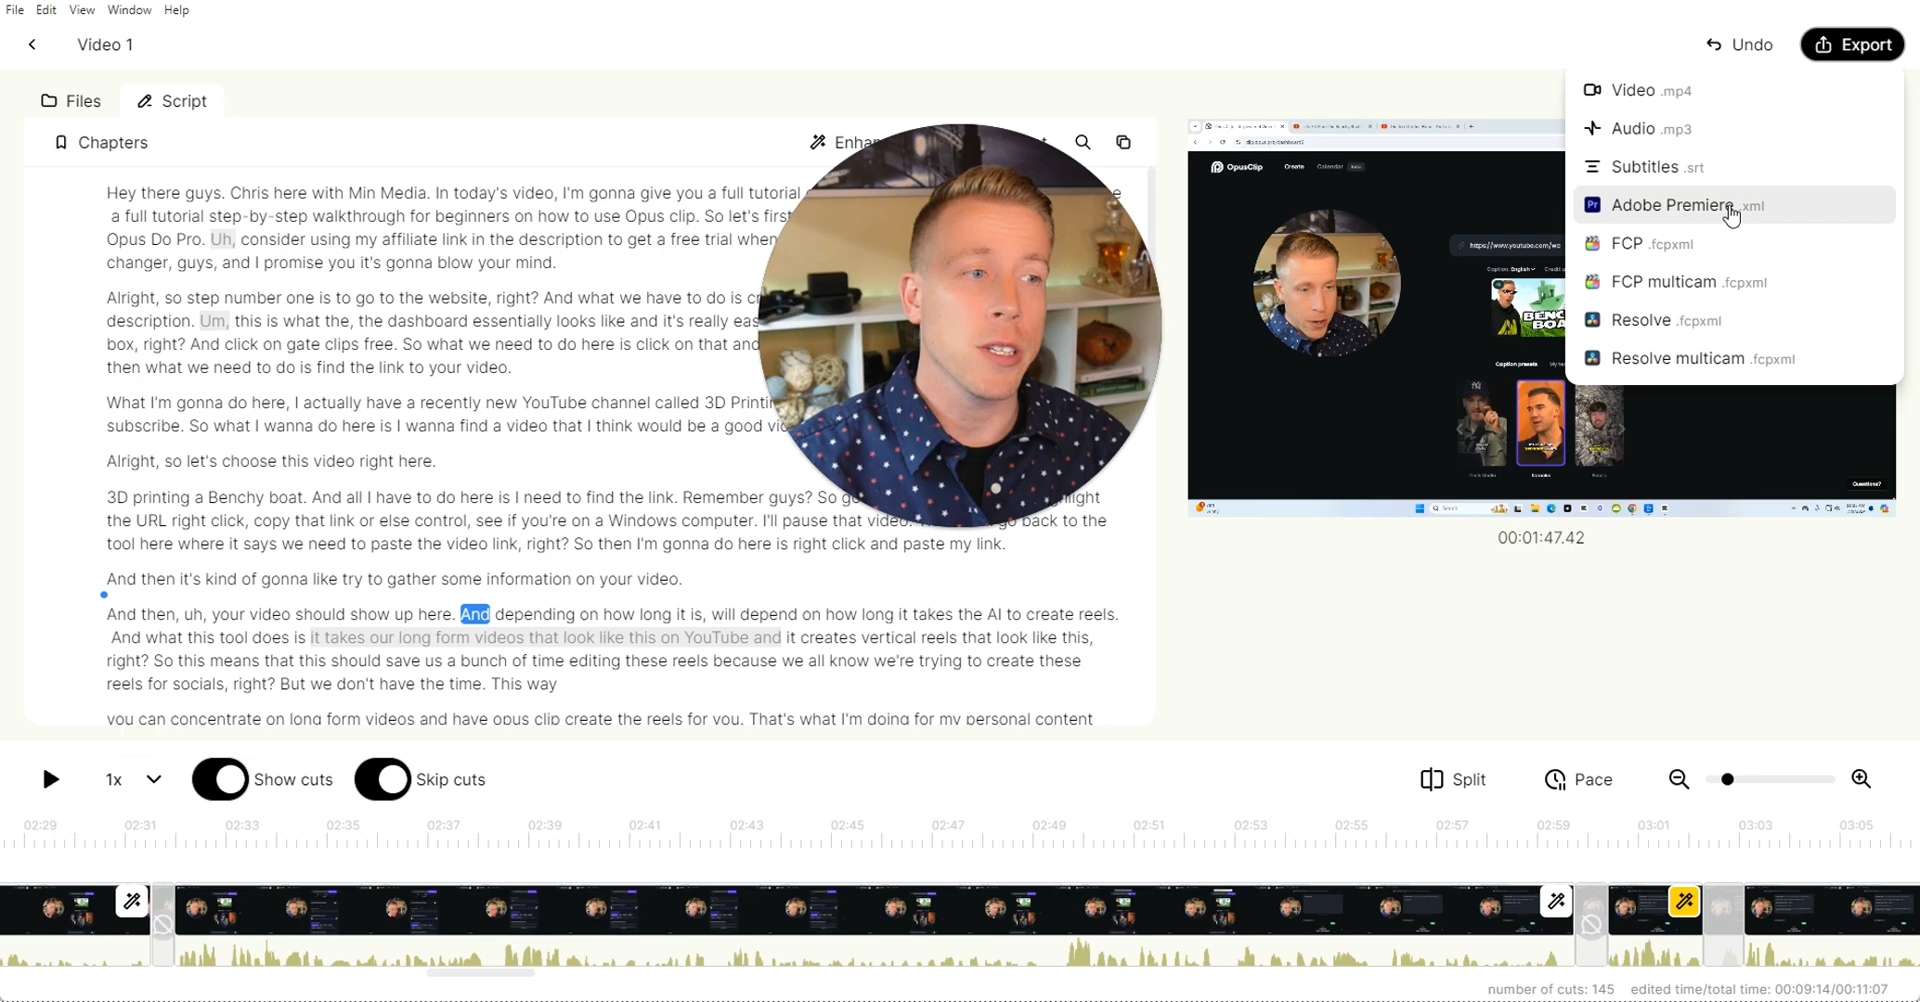 File Edit View Window Help
Video 1
Undo
Export
Files
Script
Video .mp4
Audio .mp3
Subtitles .srt
Adobe Premiere .xml
FCP .fcpxml
FCP multicam .fcpxml
Resolve .fcpxml
Resolve multicam .fcpxml
Chapters
Hey there guys. Chris here with Min Media. In today's video, I'm gonna give you a full tutorial
a full tutorial step-by-step walkthrough for beginners on how to use Opus clip. So let's first
Opus Do Pro. Uh, consider using my affiliate link in the description to get a free trial when
changer, guys, and I promise you it's gonna blow your mind.
Alright, so step number one is to go to the website, right? And what we have to do is
description. Um, this is what the, the dashboard essentially looks like and it's really
box, right? And click on gate clips free. So what we need to do here is click on that and
then what we need to do is find the link to your video.
What I'm gonna do here, I actually have a recently new YouTube channel called 3D
subscribe. So what I wanna do here is I wanna find a video that I think would be a good
Alright, so let's choose this video right here.
3D printing a Benchy boat. And all I have to do here is I need to find the link. Remember guys? So
the URL right click, copy that link or else control, see if you're on a Windows computer. I'll pause that video. go back to the
tool here where it says we need to paste the video link, right? So then I'm gonna do here is right click and paste my link.
And then it's kind of gonna like try to gather some information on your video.
And then, uh, your video should show up here. And depending on how long it is, will depend on how long it takes the AI to create reels.
And what this tool does is it takes our long form videos that look like this on YouTube and it creates vertical reels that look like this,
right? So this means that this should save us a bunch of time editing these reels because we all know we're trying to create these
reels for socials, right? But we don't have the time. This way
you can concentrate on long form videos and have opus clip create the reels for you. That's what I'm doing for my personal content
OpusClip Create Calendar
https://www.youtube.com/wa
Caption English
Caption presets
Questions?
00:01:47.42
1x
Show cuts
Skip cuts
Split
Pace
02:29 02:31 02:33 02:35 02:37 02:39 02:41 02:43 02:45 02:47 02:49 02:51 02:53 02:55 02:57 02:59 03:01 03:03 03:05
number of cuts: 145 edited time/total time: 00:09:14/00:11:07